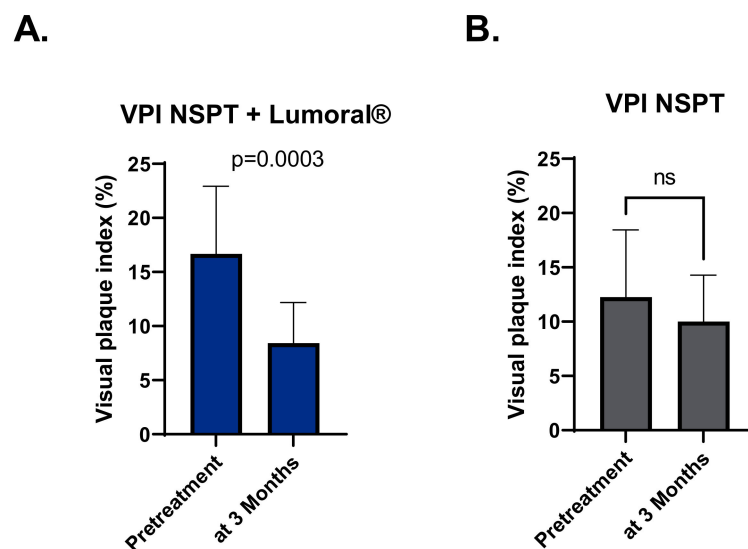 A.
VPI NSPT + Lumoral®
p=0.0003
Visual plaque index (%)
25
20
15
10
5
0
Pretreatment
at 3 Months
B.
VPI NSPT
ns
Visual plaque index (%)
25
20
15
10
5
0
Pretreatment
at 3 Months